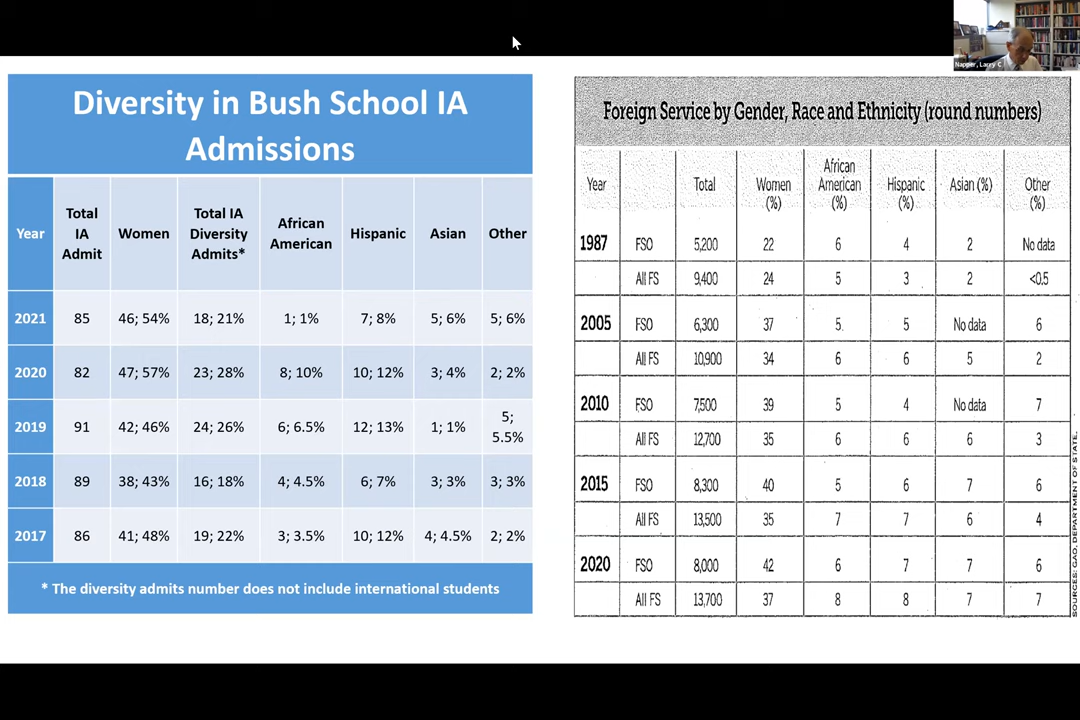 Napper, Larry C
Diversity in Bush School IA
Admissions
Year Total IA Admit Women Total IA Diversity Admits* African American Hispanic Asian Other
2021 85 46; 54% 18; 21% 1; 1% 7; 8% 5; 6% 5; 6%
2020 82 47; 57% 23; 28% 8; 10% 10; 12% 3; 4% 2; 2%
2019 91 42; 46% 24; 26% 6; 6.5% 12; 13% 1; 1% 5; 5.5%
2018 89 38; 43% 16; 18% 4; 4.5% 6; 7% 3; 3% 3; 3%
2017 86 41; 48% 19; 22% 3; 3.5% 10; 12% 4; 4.5% 2; 2%
* The diversity admits number does not include international students
Foreign Service by Gender, Race and Ethnicity (round numbers)
Year Total Women (%) African American (%) Hispanic (%) Asian (%) Other (%)
1987 FSO 5,200 22 6 4 2 No data
All FS 9,400 24 5 3 2 <0.5
2005 FSO 6,300 37 5 5 No data 6
All FS 10,900 34 6 6 5 2
2010 FSO 7,500 39 5 4 No data 7
All FS 12,700 35 6 6 6 3
2015 FSO 8,300 40 5 6 7 6
All FS 13,500 35 7 7 6 4
2020 FSO 8,000 42 6 7 7 6
All FS 13,700 37 8 8 7 7
SOURCES: GAO, DEPARTMENT OF STATE,